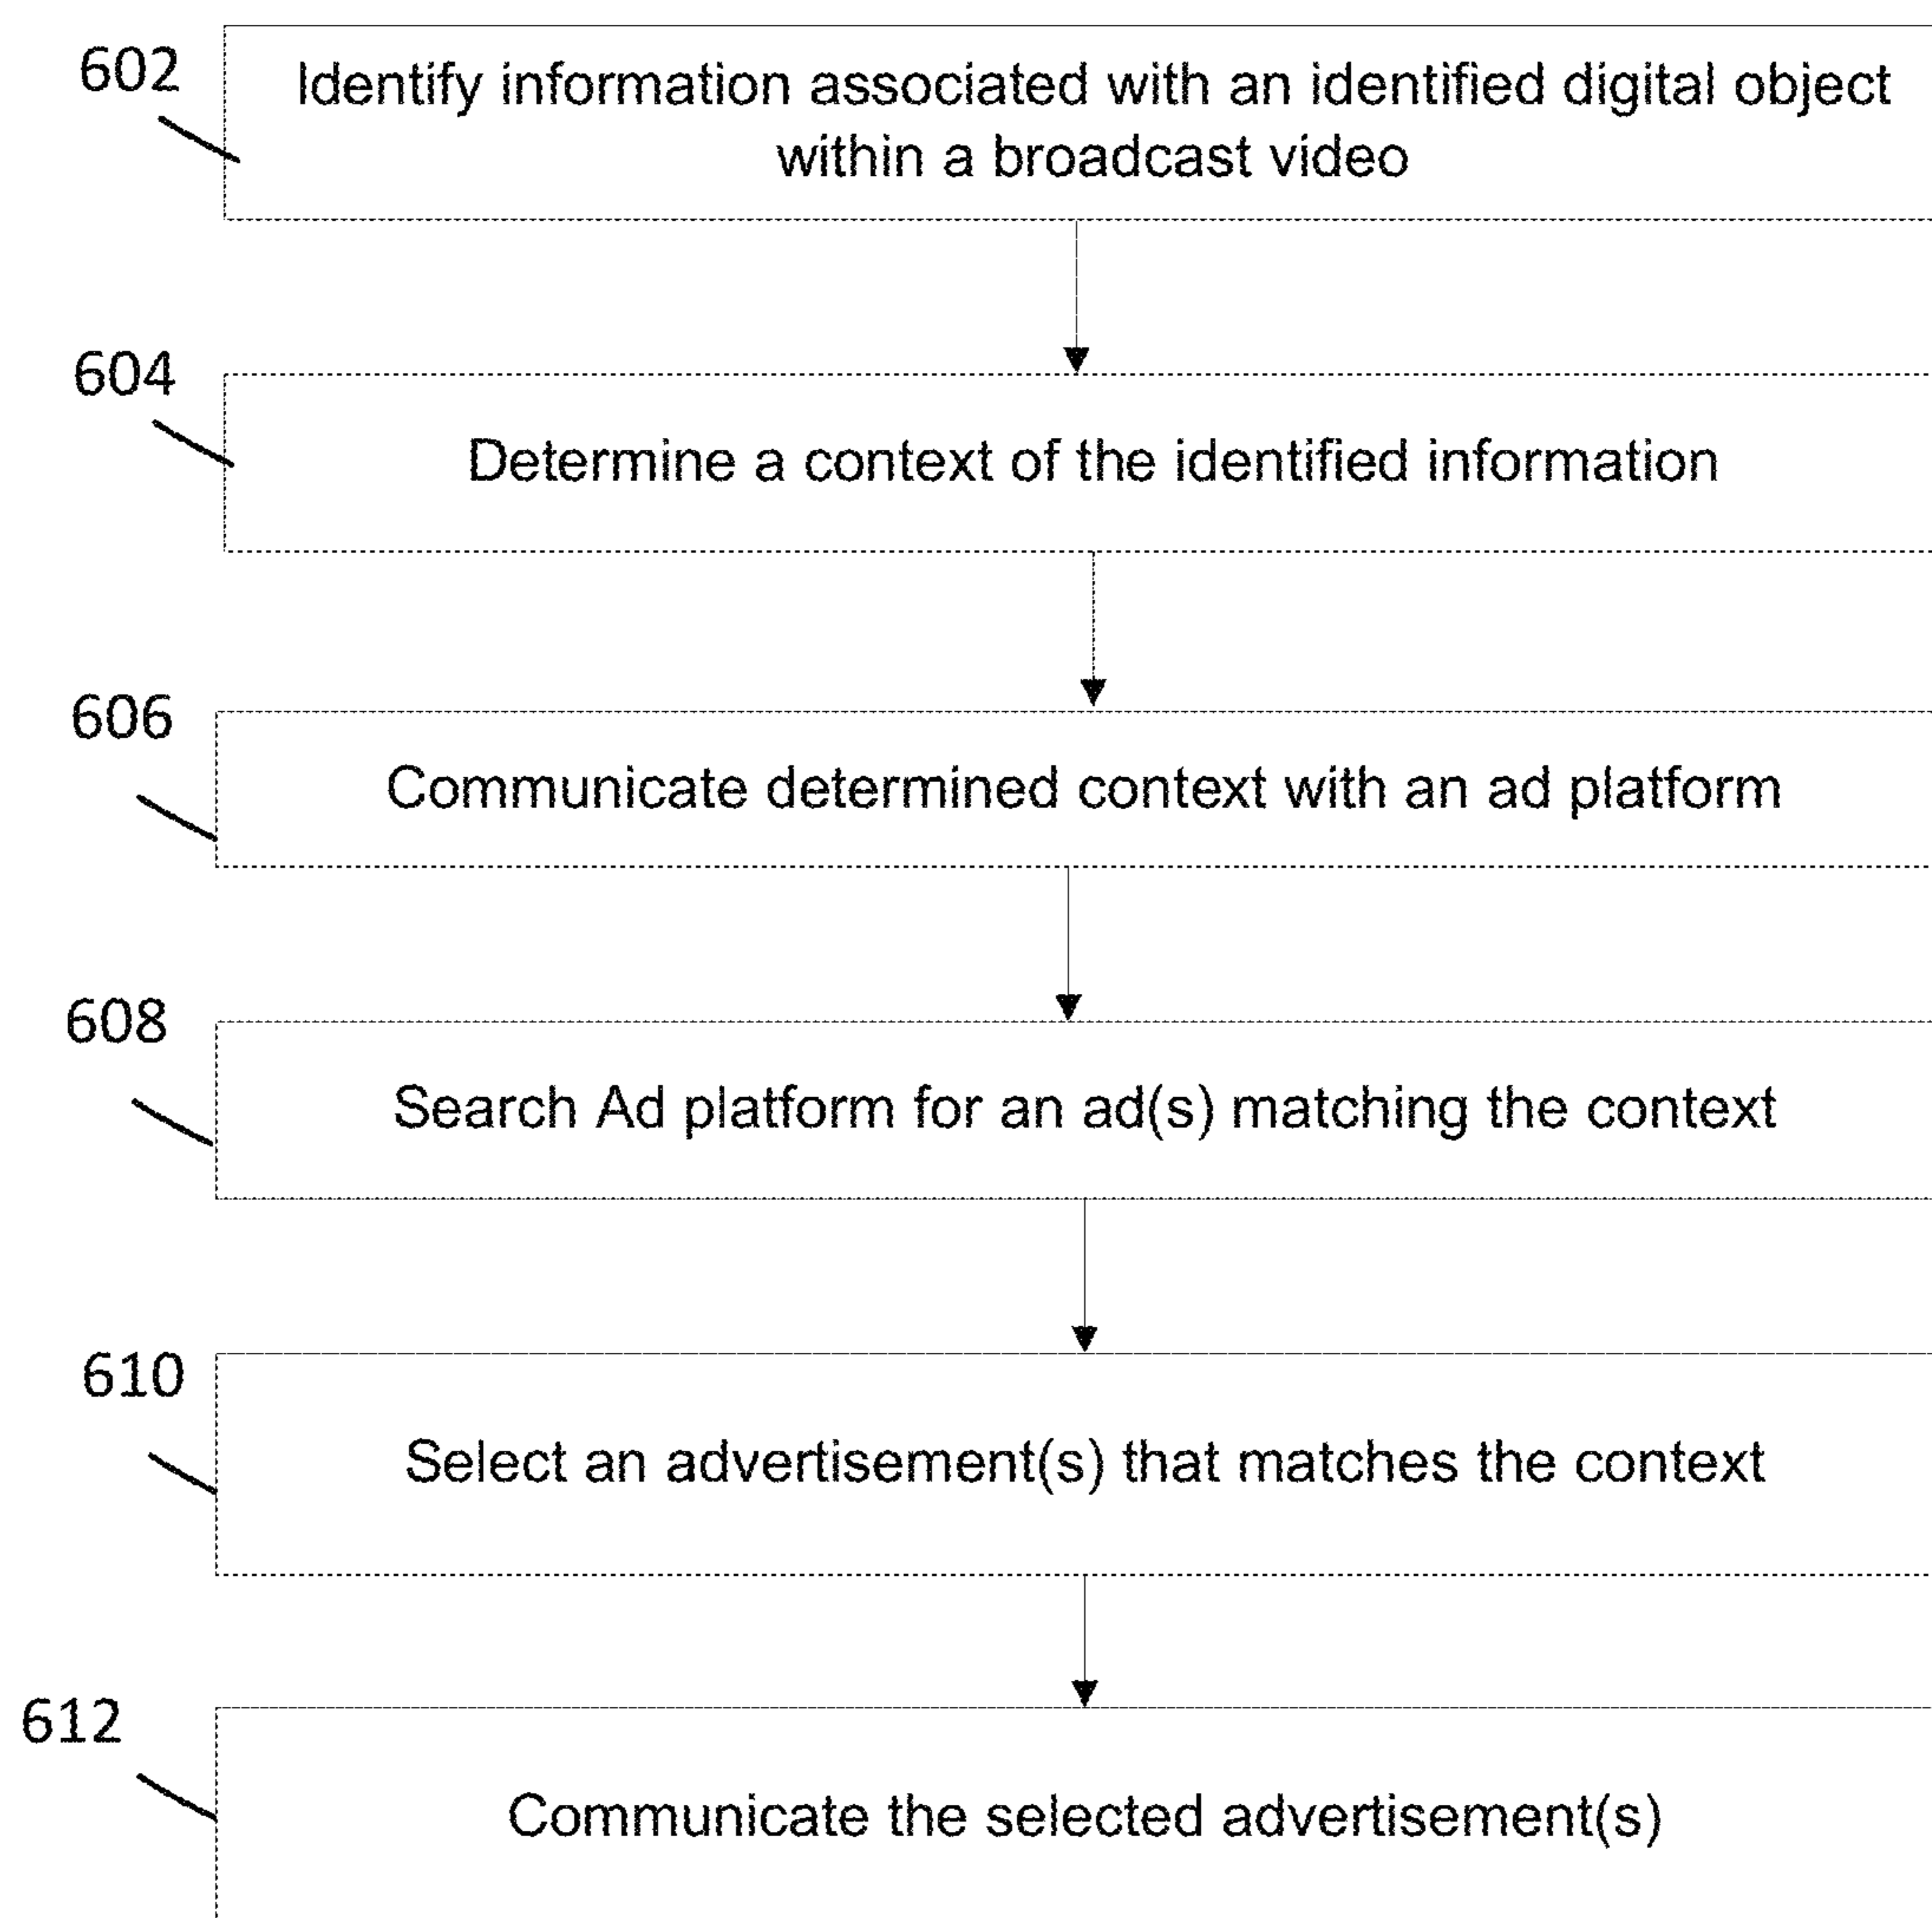 602
Identify information associated with an identified digital object
within a broadcast video
604
Determine a context of the identified information
606
Communicate determined context with an ad platform
608
Search Ad platform for an ad(s) matching the context
610
Select an advertisement(s) that matches the context
612
Communicate the selected advertisement(s)